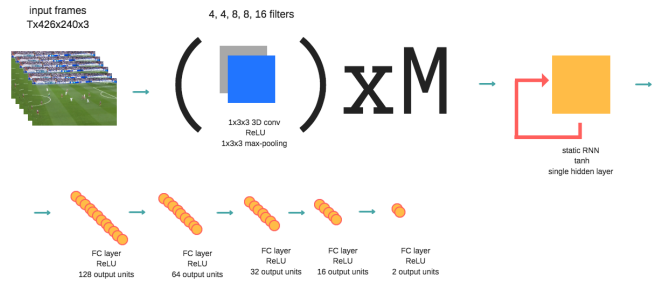 input frames
Tx426x240x3
4, 4, 8, 8, 16 filters
( ) xM
1x3x3 3D conv
ReLU
1x3x3 max-pooling
static RNN
tanh
single hidden layer
FC layer
ReLU
128 output units
FC layer
ReLU
64 output units
FC layer
ReLU
32 output units
FC layer
ReLU
16 output units
FC layer
ReLU
2 output units